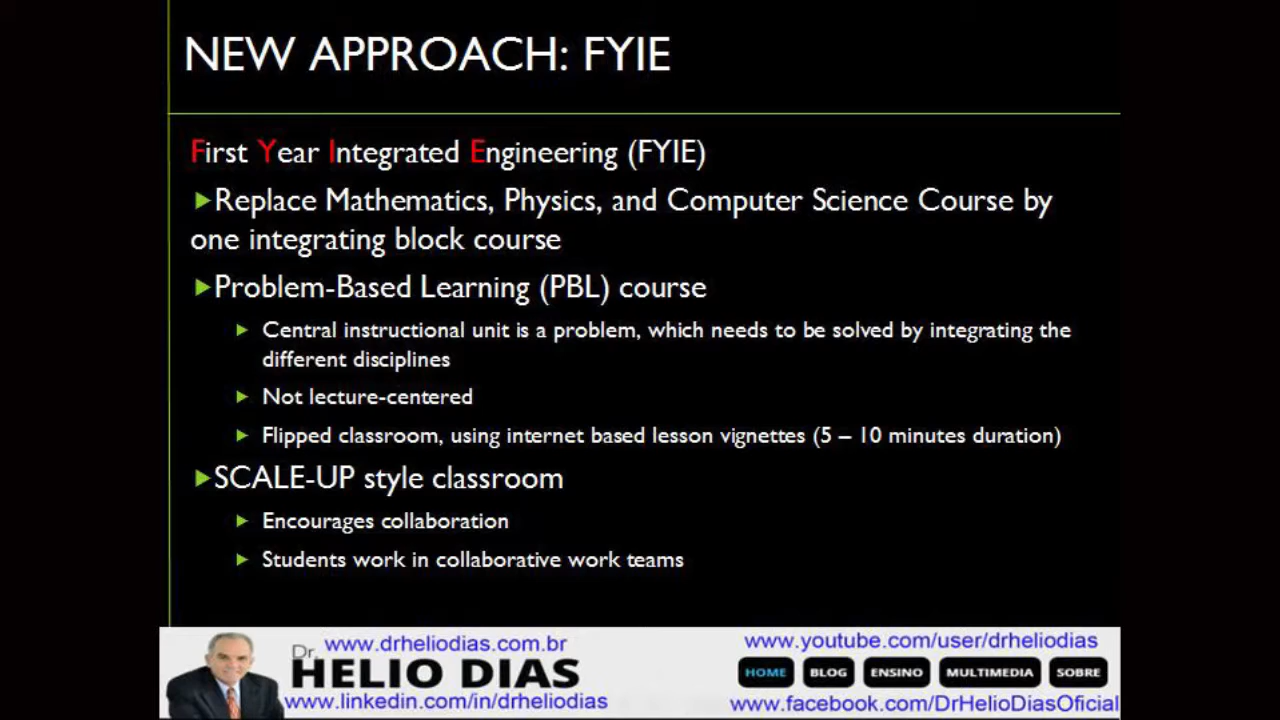 NEW APPROACH: FYIE
First Year Integrated Engineering (FYIE)
Replace Mathematics, Physics, and Computer Science Course by
one integrating block course
Problem-Based Learning (PBL) course
Central instructional unit is a problem, which needs to be solved by integrating the
different disciplines
Not lecture-centered
Flipped classroom, using internet based lesson vignettes (5 – 10 minutes duration)
SCALE-UP style classroom
Encourages collaboration
Students work in collaborative work teams
www.drheliodias.com.br
Dr. HELIO DIAS
www.linkedin.com/in/drheliodias
www.youtube.com/user/drheliodias
HOME BLOG ENSINO MULTIMEDIA SOBRE
www.facebook.com/DrHelioDiasOficial